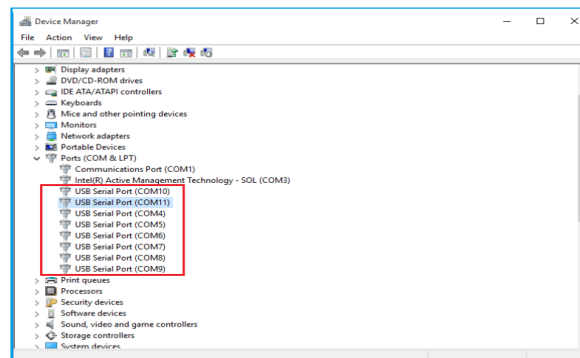 Device Manager
File Action View Help
Display adapters
DVD/CD-ROM drives
IDE ATA/ATAPI controllers
Keyboards
Mice and other pointing devices
Monitors
Network adapters
Portable Devices
Ports (COM & LPT)
Communications Port (COM1)
Intel(R) Active Management Technology - SOL (COM3)
USB Serial Port (COM10)
USB Serial Port (COM11)
USB Serial Port (COM4)
USB Serial Port (COM5)
USB Serial Port (COM6)
USB Serial Port (COM7)
USB Serial Port (COM8)
USB Serial Port (COM9)
Print queues
Processors
Security devices
Software devices
Sound, video and game controllers
Storage controllers
System devices